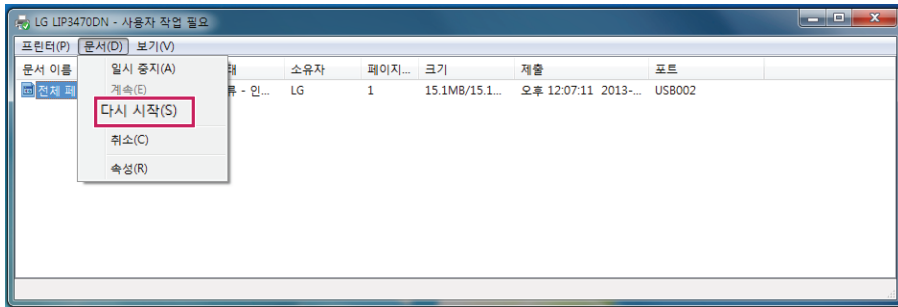 LG LIP3470DN - 사용자 작업 필요
프린터(P) 문서(D) 보기(V)
문서 이름 소유자 페이지... 크기 제출 포트
전체 페 류 - 인... LG 1 15.1MB/15.1... 오후 12:07:11 2013-... USB002
일시 중지(A)
계속(E)
다시 시작(S)
취소(C)
속성(R)